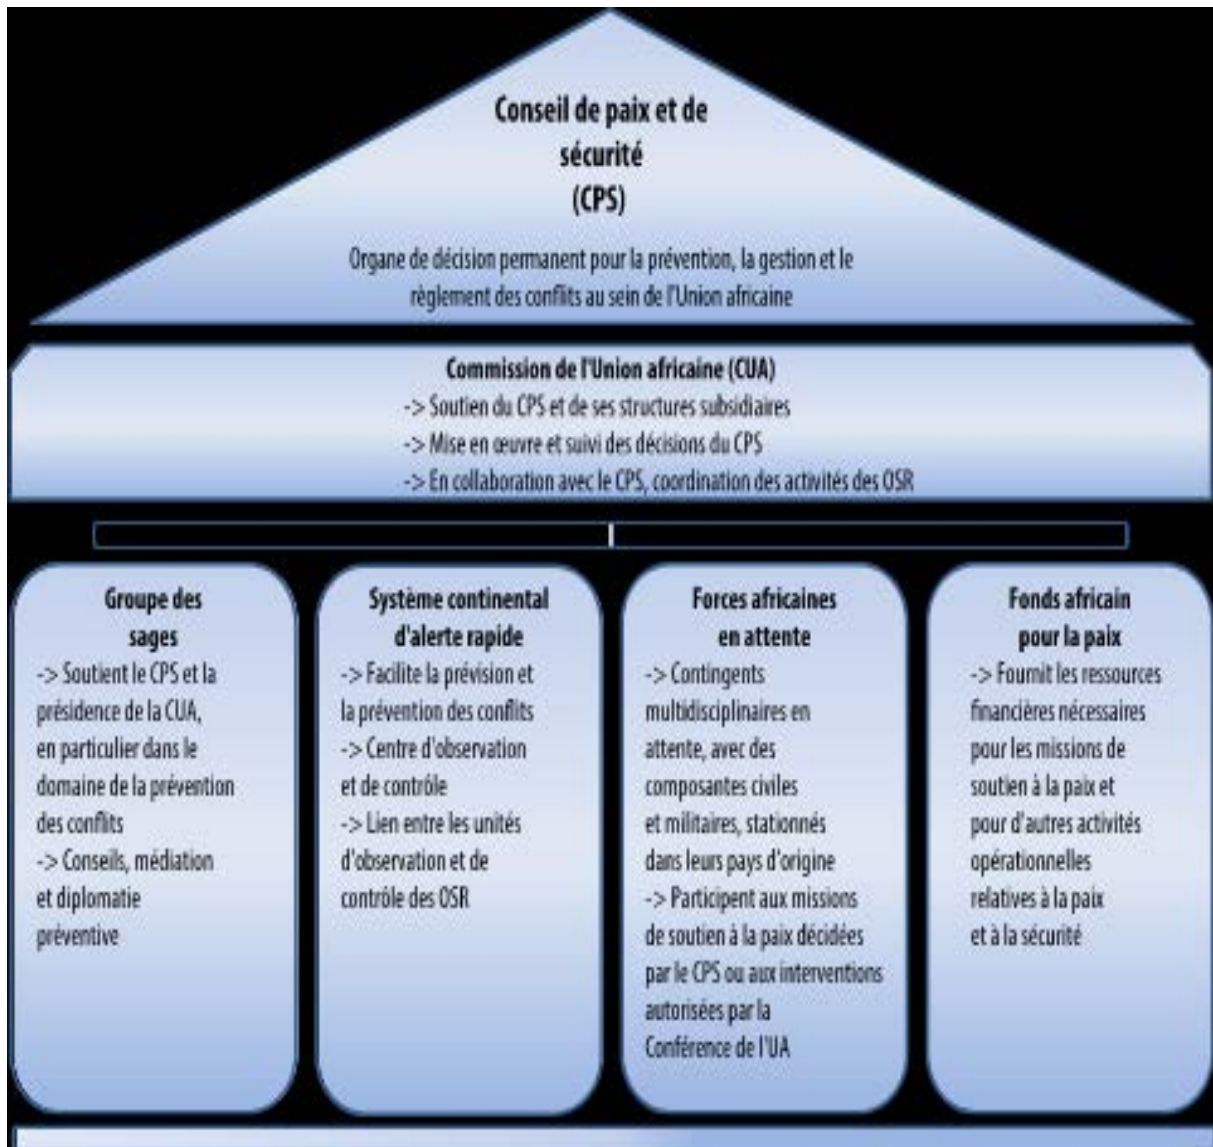 Conseil de paix et de
sécurité
(CPS)
Organe de décision permanent pour la prévention, la gestion et le
règlement des conflits au sein de l'Union africaine
Commission de l'Union africaine (CUA)
-> Soutien du CPS et de ses structures subsidiaires
-> Mise en œuvre et suivi des décisions du CPS
-> En collaboration avec le CPS, coordination des activités des OSR
Groupe des
sages
-> Soutient le CPS et la
présidence de la CUA,
en particulier dans le
domaine de la prévention
des conflits
-> Conseils, médiation
et diplomatie
préventive
Système continental
d'alerte rapide
-> Facilite la prévision et
la prévention des conflits
-> Centre d'observation
et de contrôle
-> Lien entre les unités
d'observation et de
contrôle des OSR
Forces africaines
en attente
-> Contingents
multidisciplinaires en
attente, avec des
composantes civiles
et militaires, stationnés
dans leurs pays d'origine
-> Participent aux missions
de soutien à la paix décidées
par le CPS ou aux interventions
autorisées par la
Conférence de l'UA
Fonds africain
pour la paix
-> Fournit les ressources
financières nécessaires
pour les missions de
soutien à la paix et
pour d'autres activités
opérationnelles
relatives à la paix
et à la sécurité